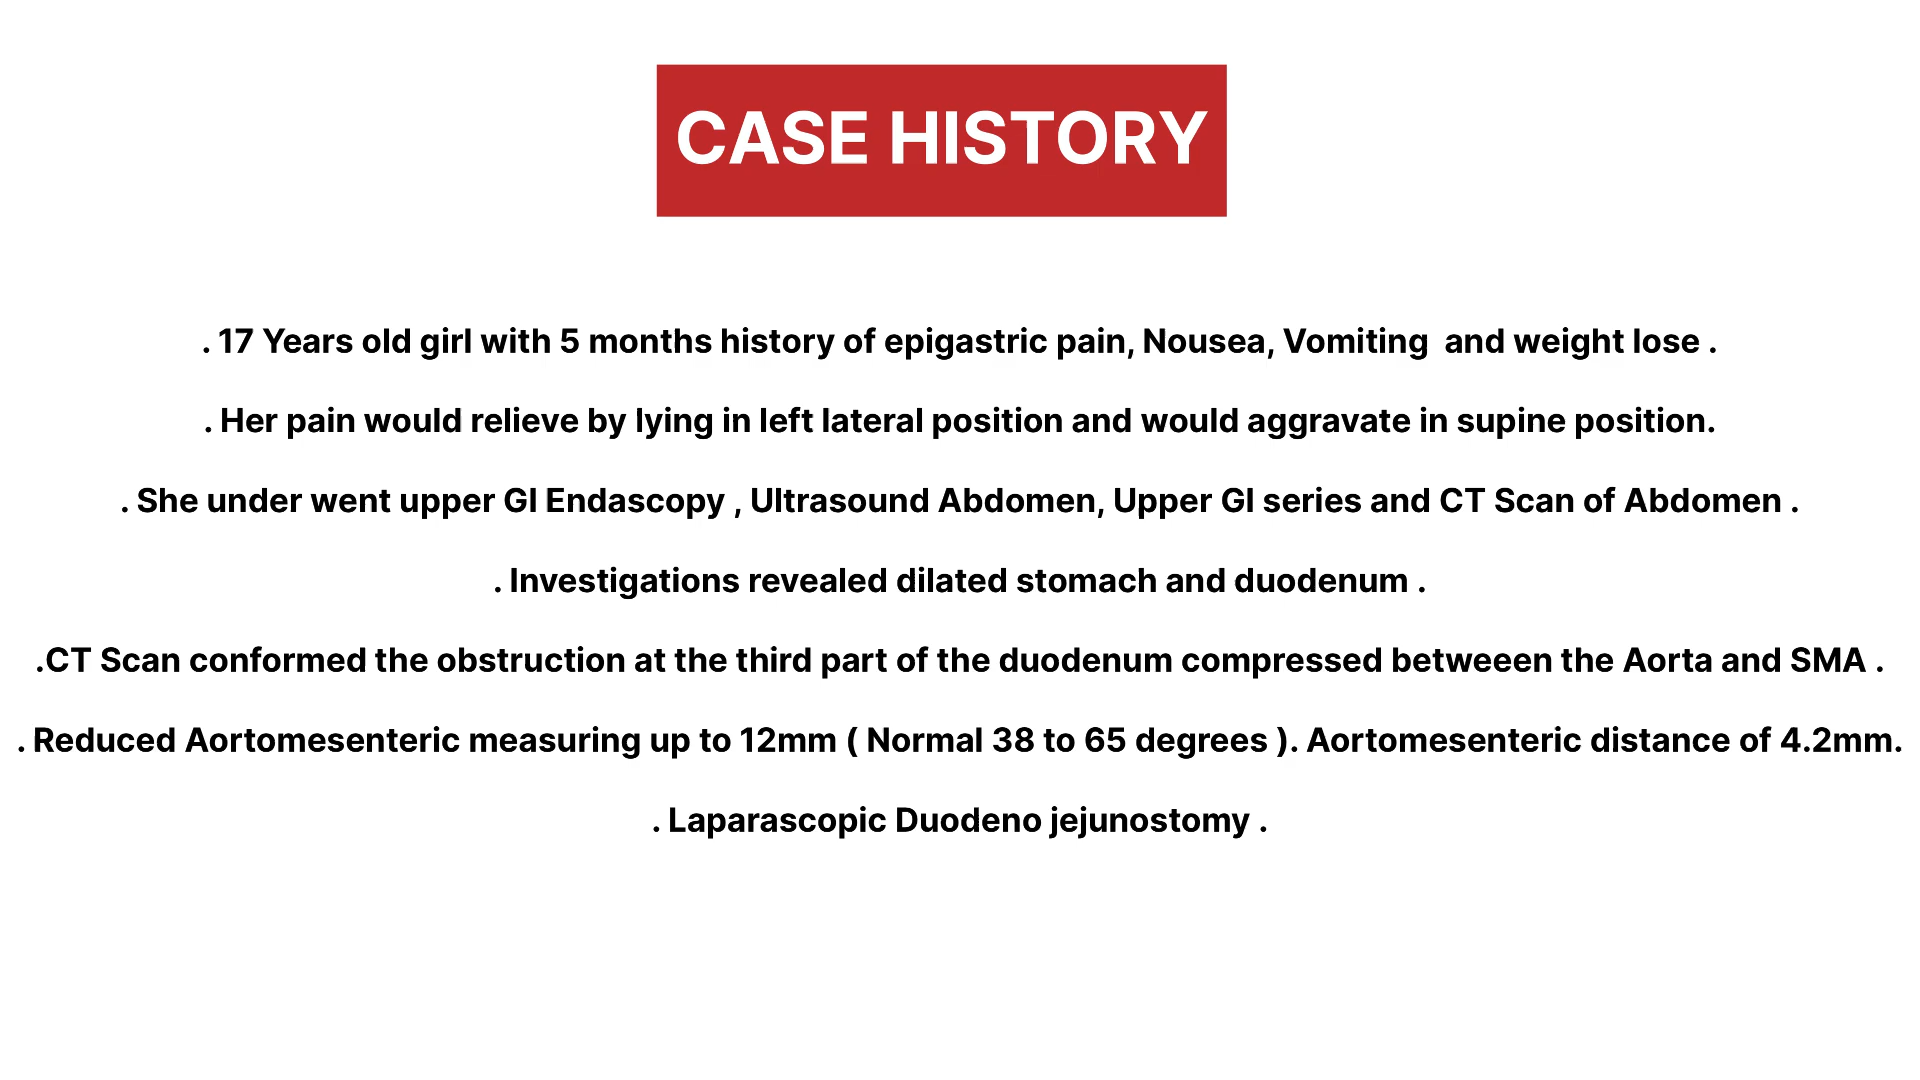 CASE HISTORY
. 17 Years old girl with 5 months history of epigastric pain, Nousea, Vomiting  and weight lose .
. Her pain would relieve by lying in left lateral position and would aggravate in supine position.
. She under went upper GI Endascopy , Ultrasound Abdomen, Upper GI series and CT Scan of Abdomen .
. Investigations revealed dilated stomach and duodenum .
.CT Scan conformed the obstruction at the third part of the duodenum compressed betweeen the Aorta and SMA .
. Reduced Aortomesenteric measuring up to 12mm ( Normal 38 to 65 degrees ). Aortomesenteric distance of 4.2mm.
. Laparascopic Duodeno jejunostomy .